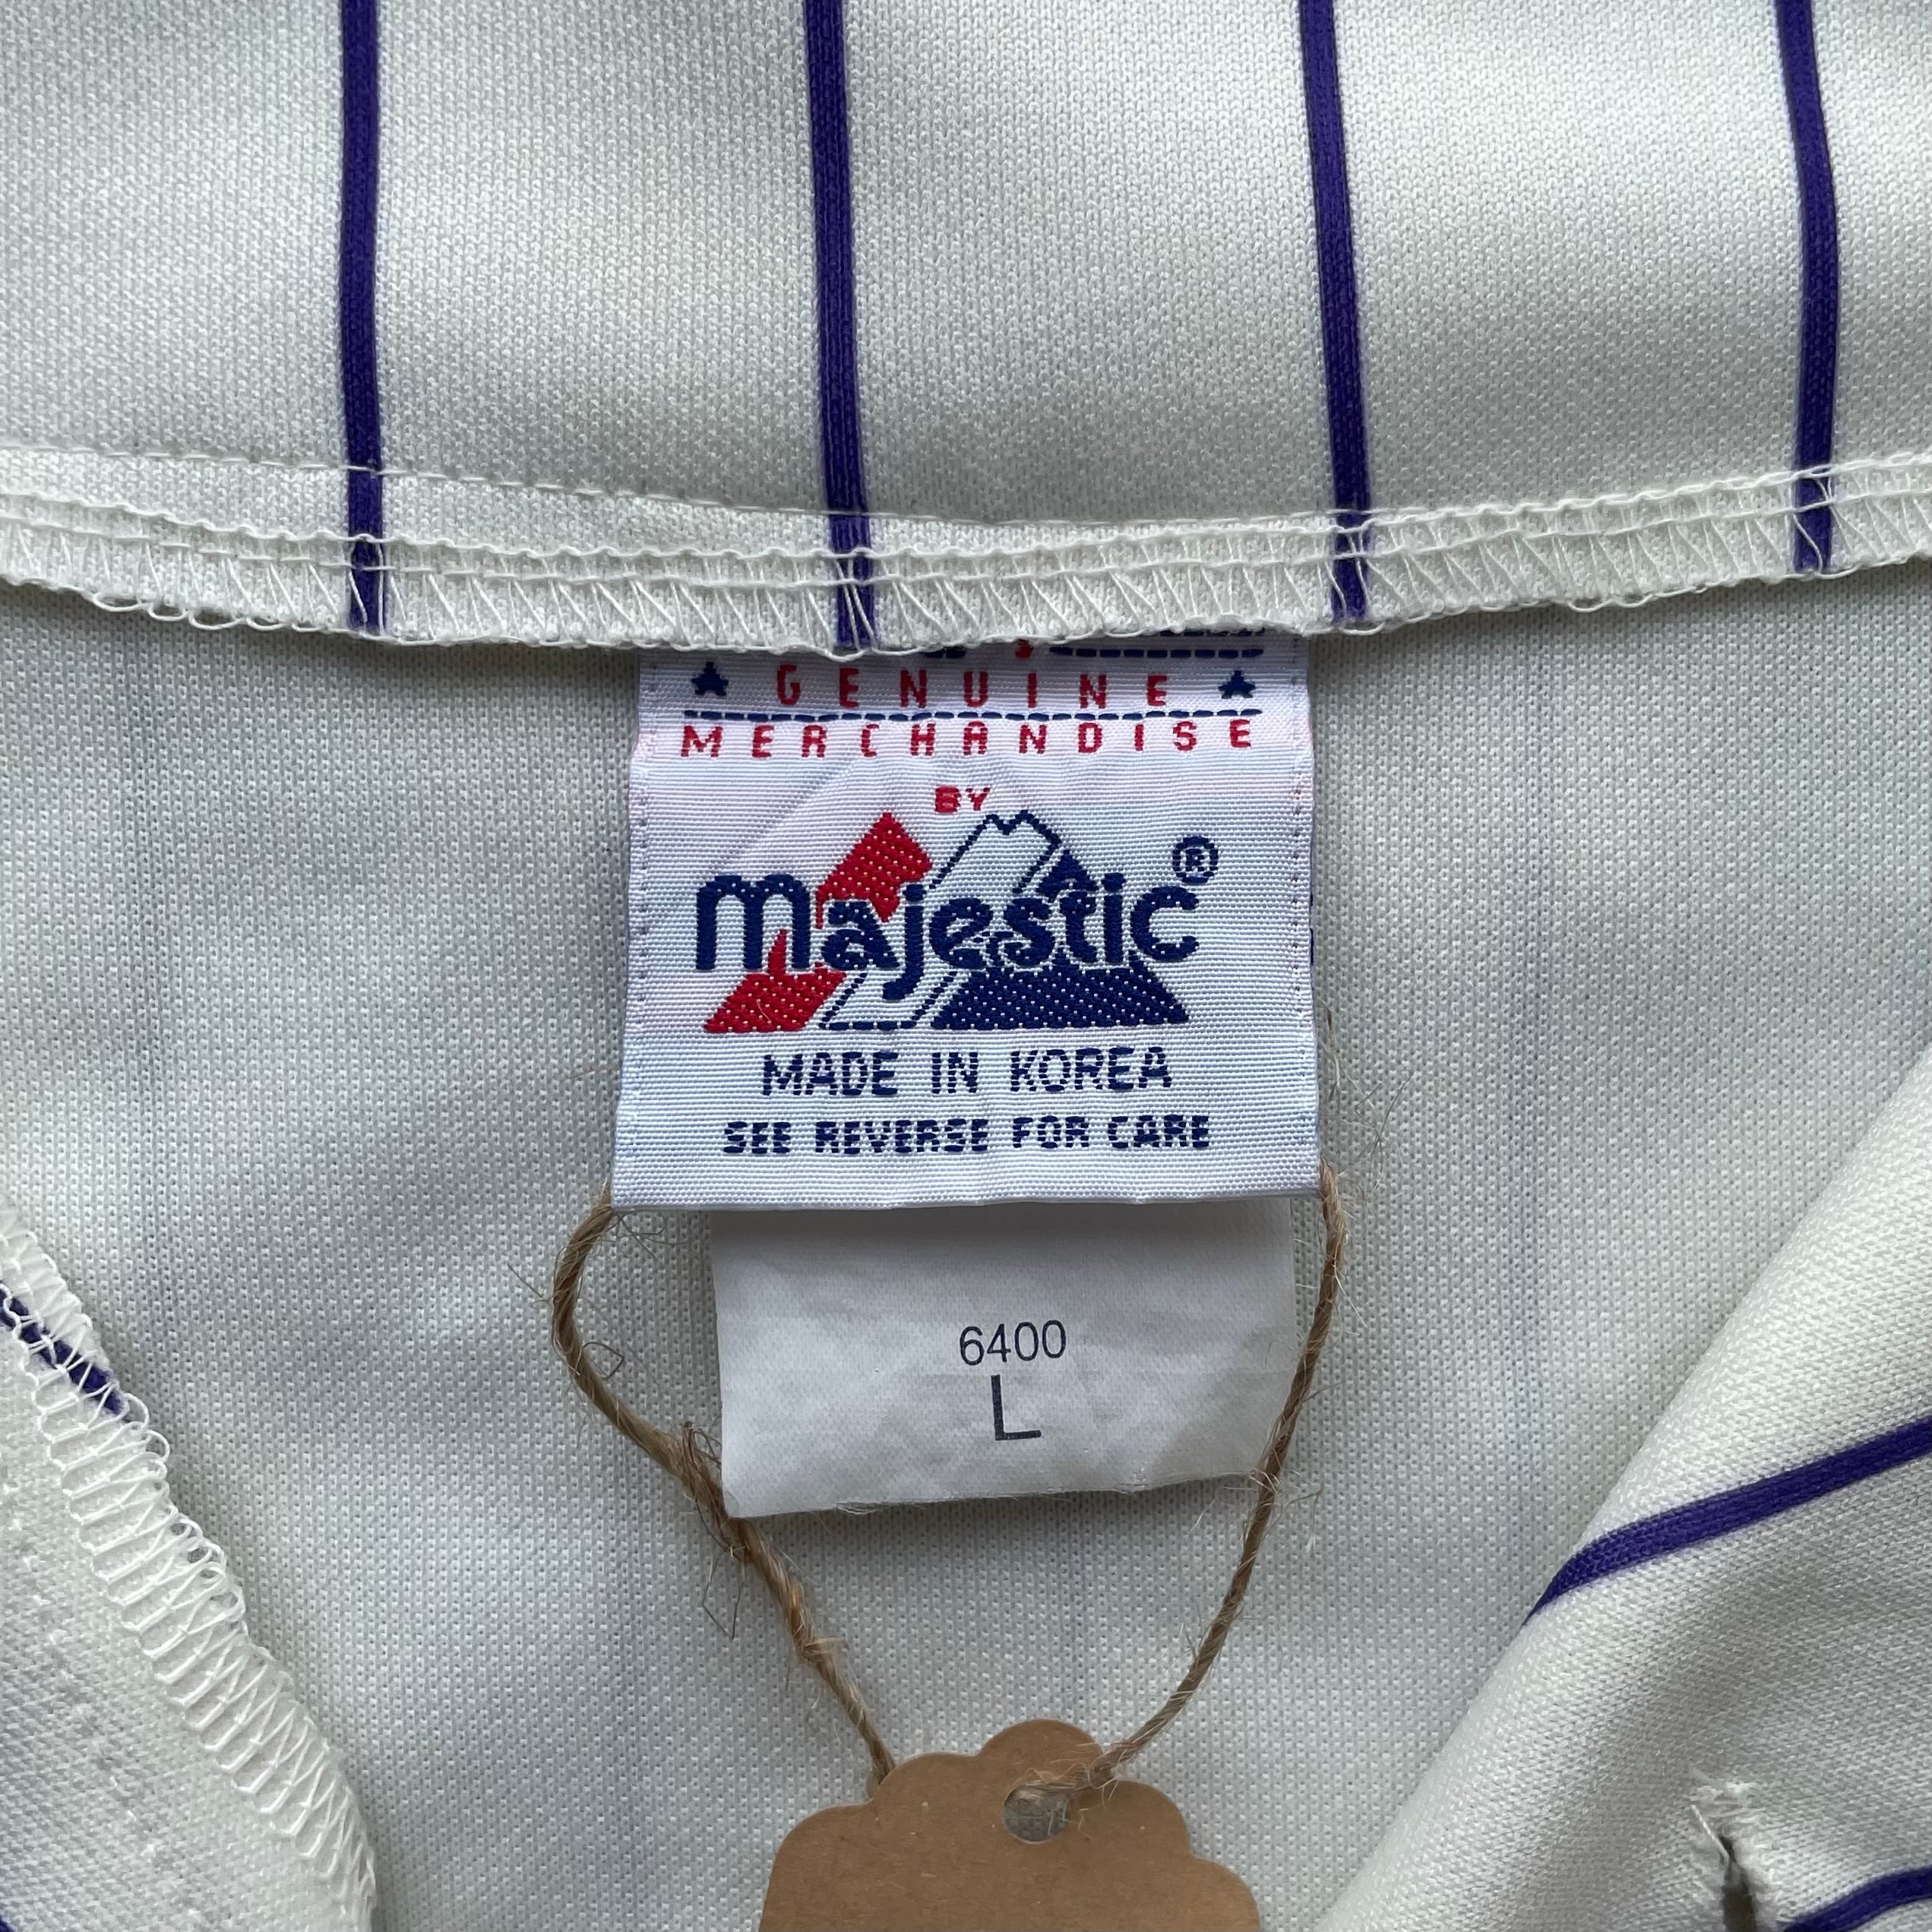 GENUINE
MERCHANDISE
BY
Majestic®
MADE IN KOREA
SEE REVERSE FOR CARE
6400
L